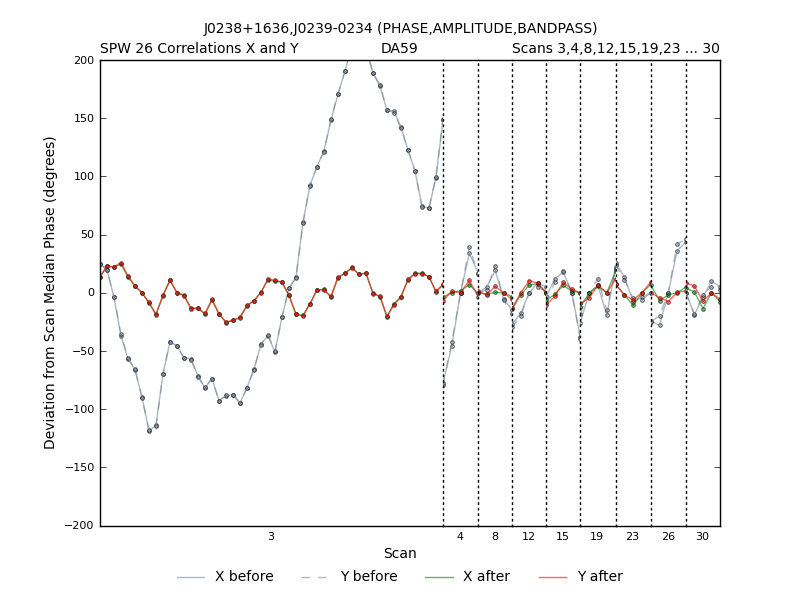 J0238+1636,J0239-0234 (PHASE,AMPLITUDE,BANDPASS)
SPW 26 Correlations X and Y DA59 Scans 3,4,8,12,15,19,23 ... 30
200
150
100
50
0
−50
−100
−150
−200
Deviation from Scan Median Phase (degrees)
3 4 8 12 15 19 23 26 30
Scan
X before Y before X after Y after